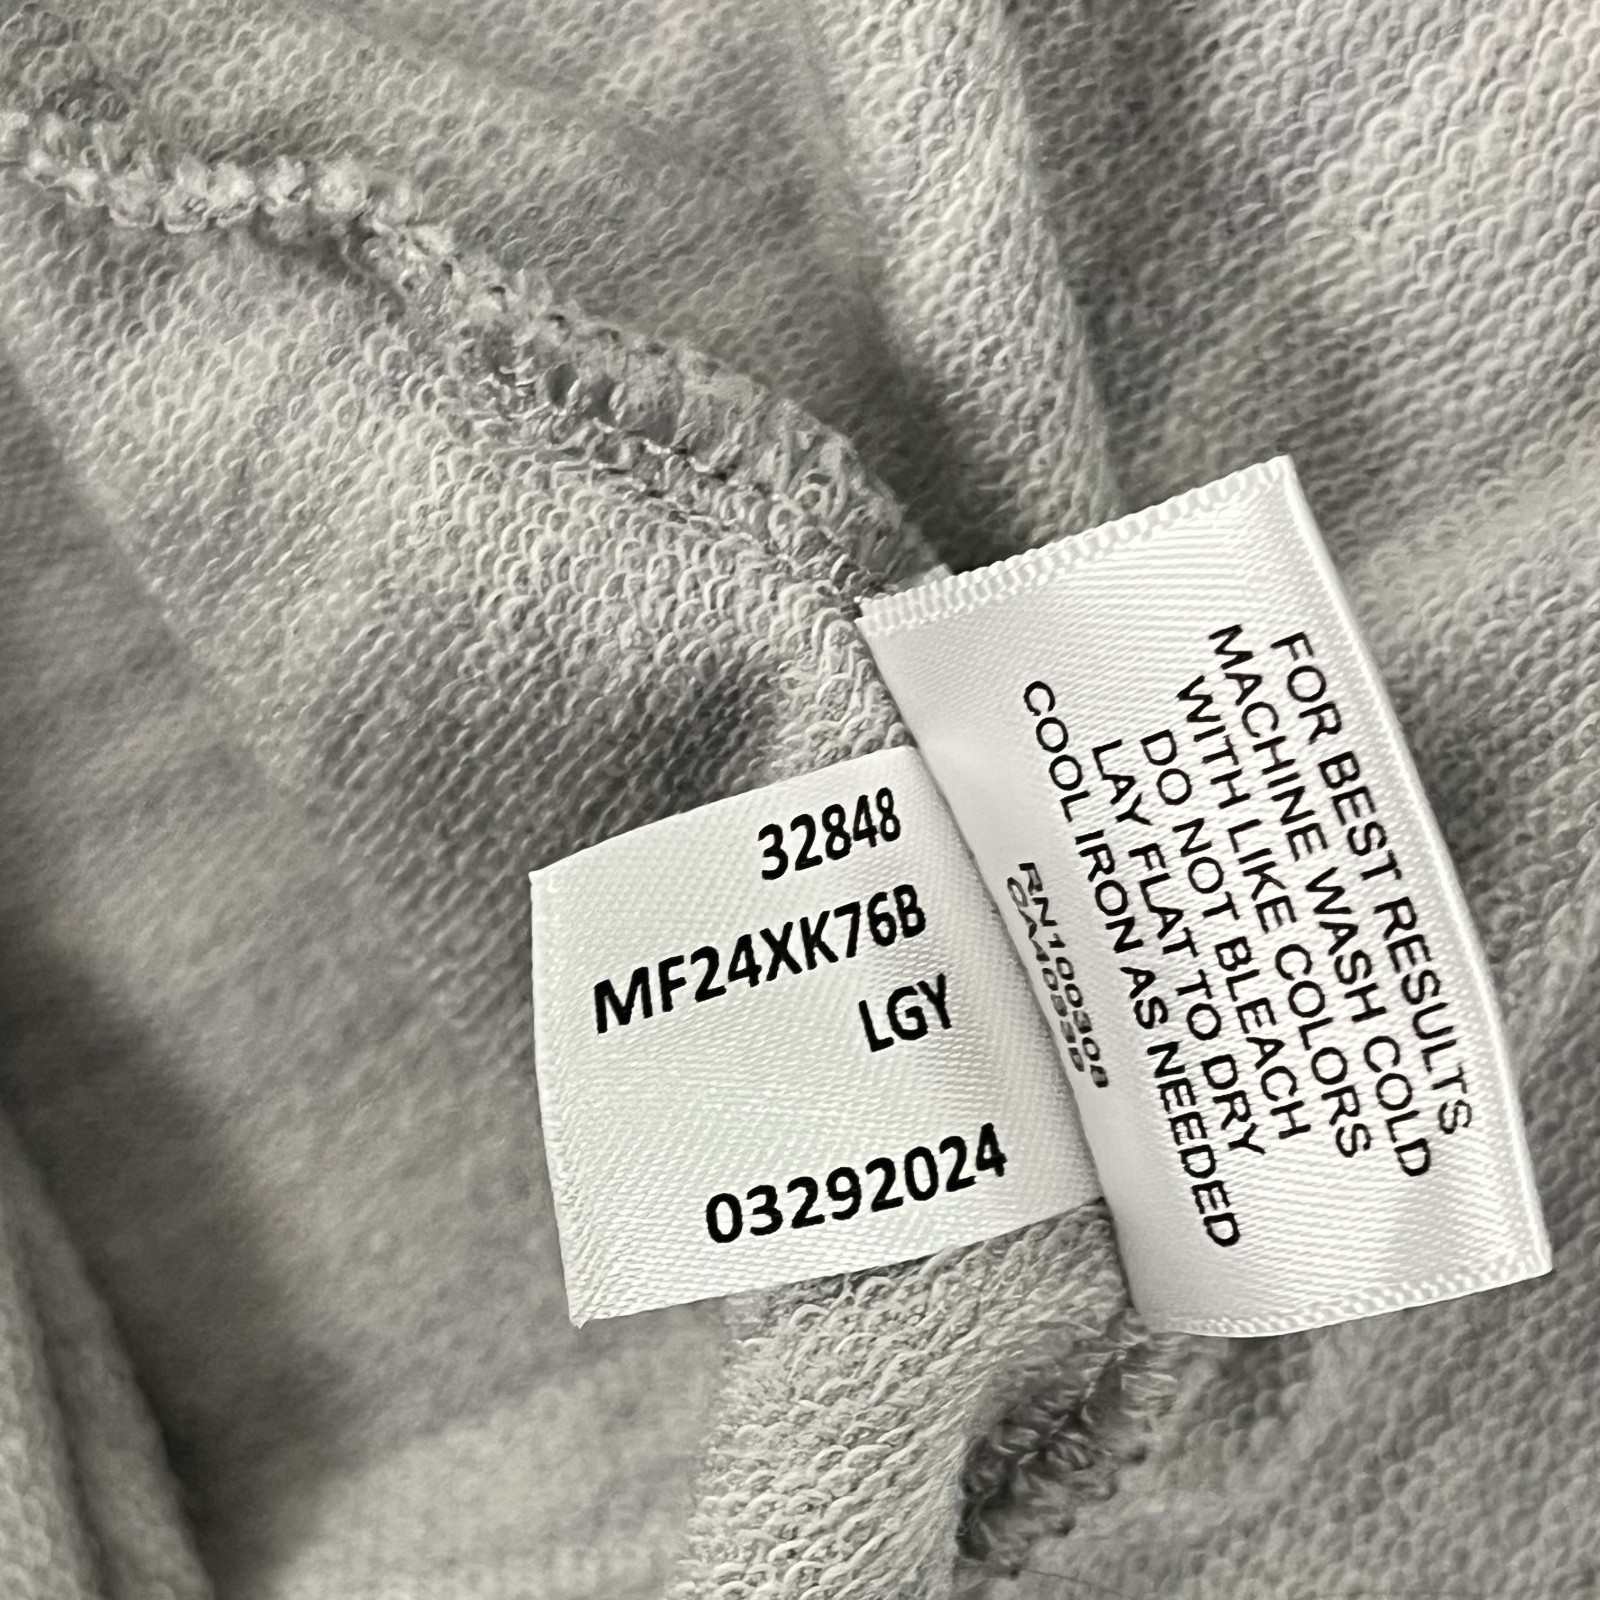 32848
MF24XK76B
LGY
03292024
FOR BEST RESULTS
MACHINE WASH COLD
WITH LIKE COLORS
DO NOT BLEACH
LAY FLAT TO DRY
COOL IRON AS NEEDED